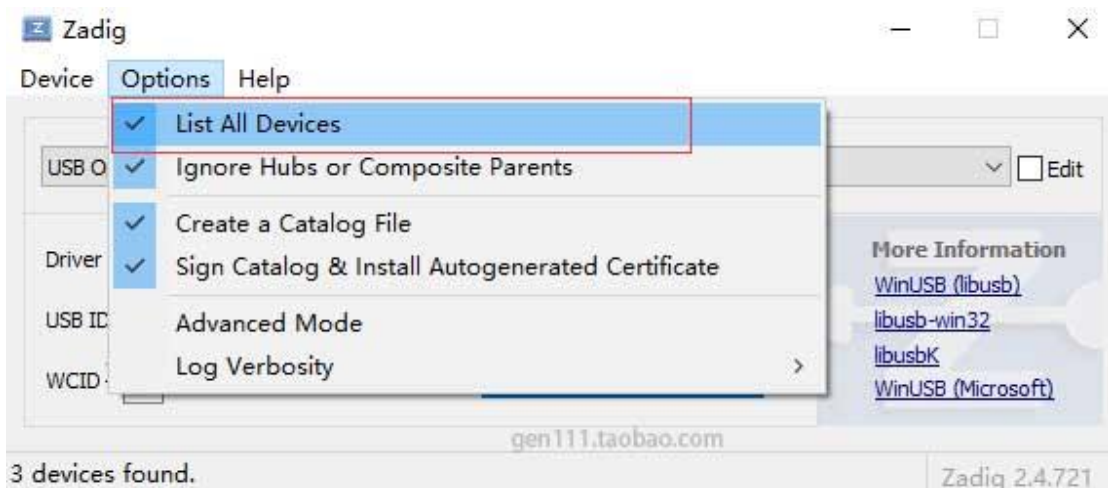 Zadig
Device Options Help
List All Devices
USB O
Ignore Hubs or Composite Parents
Edit
Create a Catalog File
Driver
Sign Catalog & Install Autogenerated Certificate
More Information
WinUSB (libusb)
USB ID
Advanced Mode
libusb-win32
Log Verbosity
libusbK
WCID
WinUSB (Microsoft)
gen111.taobao.com
3 devices found.
Zadig 2.4.721